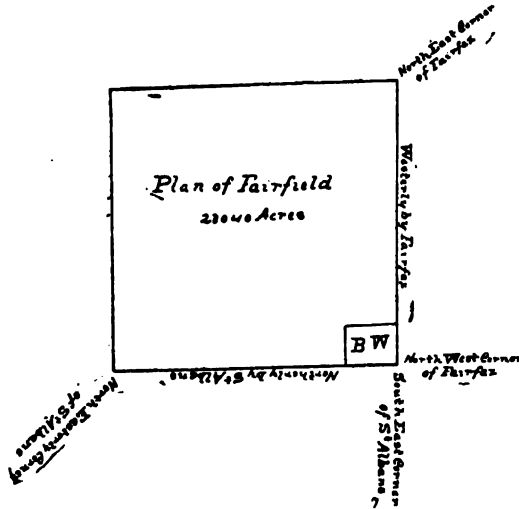 North East Corner
of Fairfax
Plan of Fairfield
23040 Acres
Westerly by Fairfax
B W
North West Corner
of Fairfax
Northerly By St Albans
South East Corner
of St Albans
North Easterly Corner
of St Albans